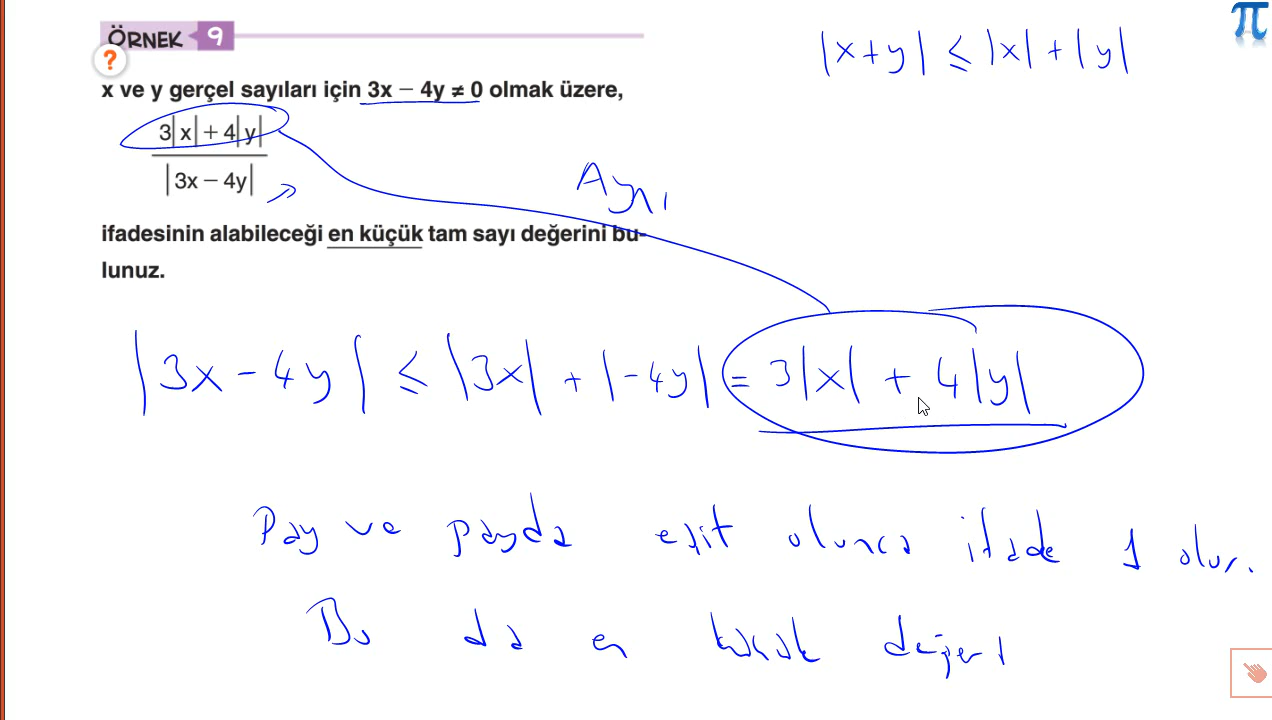 ÖRNEK 9
?
π
|x+y| ≤ |x| + |y|
x ve y gerçel sayıları için 3x − 4y ≠ 0 olmak üzere,
3|x| + 4|y|
|3x − 4y|
Aynı
ifadesinin alabileceği en küçük tam sayı değerini bu-
lunuz.
|3x − 4y| ≤ |3x| + |−4y| = 3|x| + 4|y|
Pay ve payda eşit olunca ifade 1 olur.
Bu da en küçük değeri